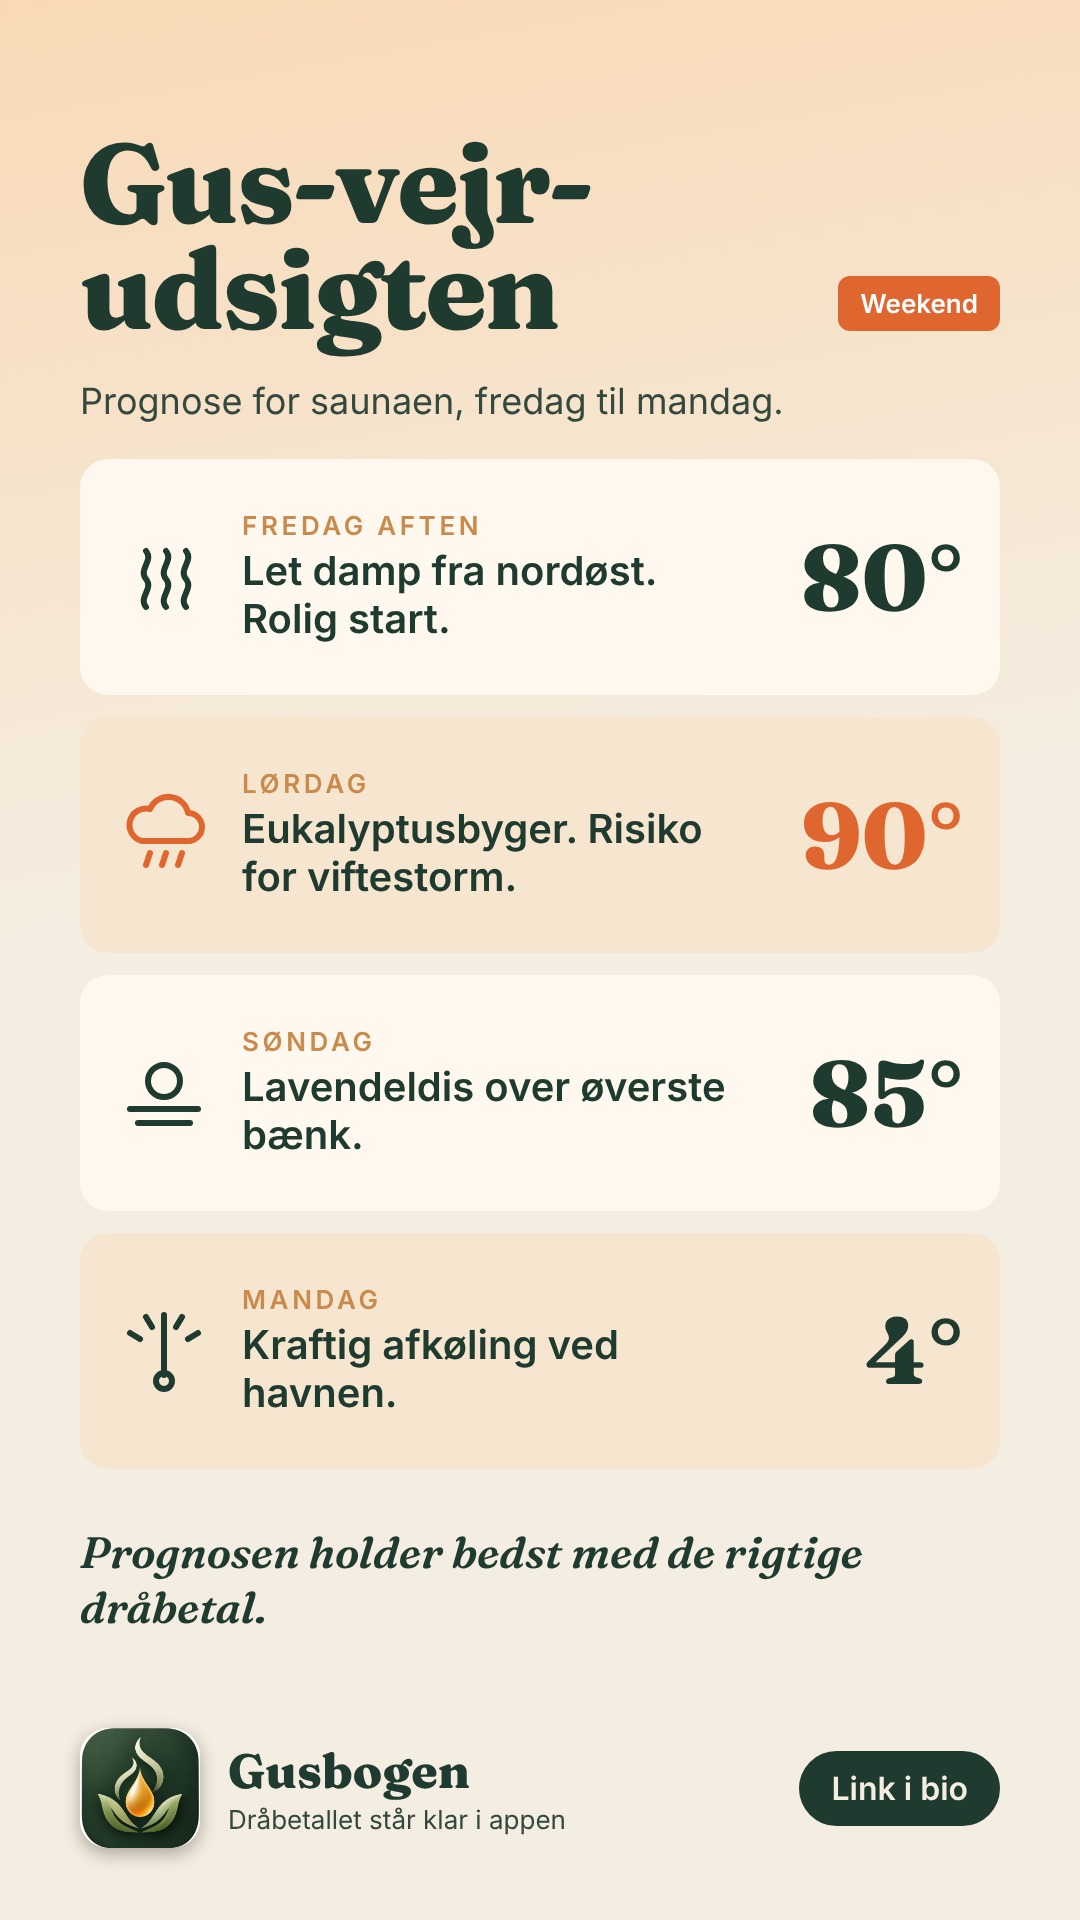 Gus-vejr-
udsigten
Weekend
Prognose for saunaen, fredag til mandag.
FREDAG AFTEN
Let damp fra nordøst.
Rolig start.
80°
LØRDAG
Eukalyptusbyger. Risiko
for viftestorm.
90°
SØNDAG
Lavendeldis over øverste
bænk.
85°
MANDAG
Kraftig afkøling ved
havnen.
4°
Prognosen holder bedst med de rigtige
dråbetal.
Gusbogen
Dråbetallet står klar i appen
Link i bio